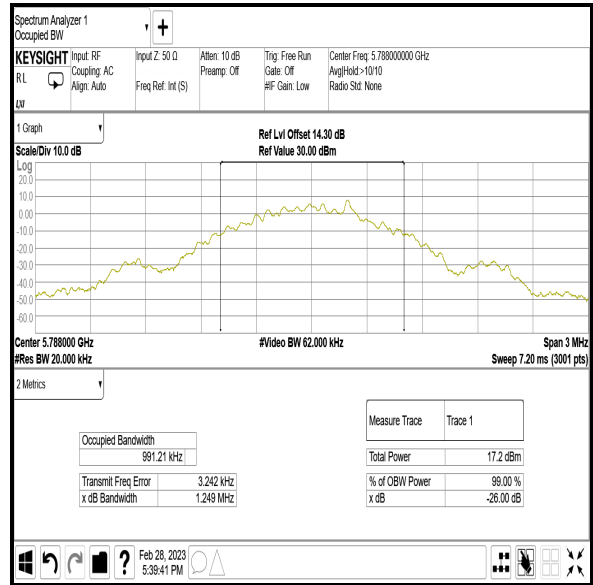 Spectrum Analyzer 1
Occupied BW
KEYSIGHT Input: RF Input Z: 50 Ω Atten: 10 dB Trig: Free Run Center Freq: 5.788000000 GHz
RL Coupling: AC Preamp: Off Gate: Off Avg|Hold:>10/10
Align: Auto Freq Ref: Int (S) #IF Gain: Low Radio Std: None
LXI
1 Graph Ref Lvl Offset 14.30 dB
Scale/Div 10.0 dB Ref Value 30.00 dBm
Log
20.0
10.0
0.00
-10.0
-20.0
-30.0
-40.0
-50.0
-60.0
Center 5.788000 GHz #Video BW 62.000 kHz Span 3 MHz
#Res BW 20.000 kHz Sweep 7.20 ms (3001 pts)
2 Metrics
Measure Trace Trace 1
Occupied Bandwidth
991.21 kHz Total Power 17.2 dBm
Transmit Freq Error 3.242 kHz % of OBW Power 99.00 %
x dB Bandwidth 1.249 MHz x dB -26.00 dB
? Feb 28, 2023
5:39:41 PM